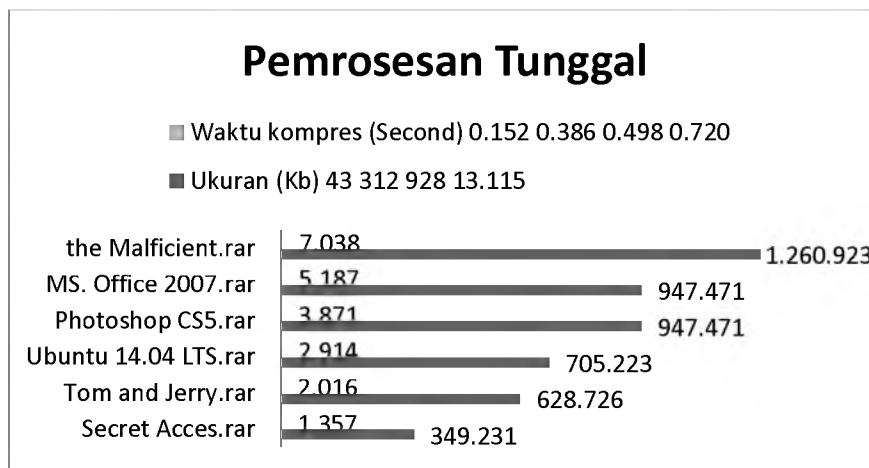 Pemrosesan Tunggal
Waktu kompres (Second) 0.152 0.386 0.498 0.720
Ukuran (Kb) 43 312 928 13.115
the Malficient.rar 7.038 1.260.923
MS. Office 2007.rar 5.187 947.471
Photoshop CS5.rar 3.871 947.471
Ubuntu 14.04 LTS.rar 2.914 705.223
Tom and Jerry.rar 2.016 628.726
Secret Acces.rar 1.357 349.231